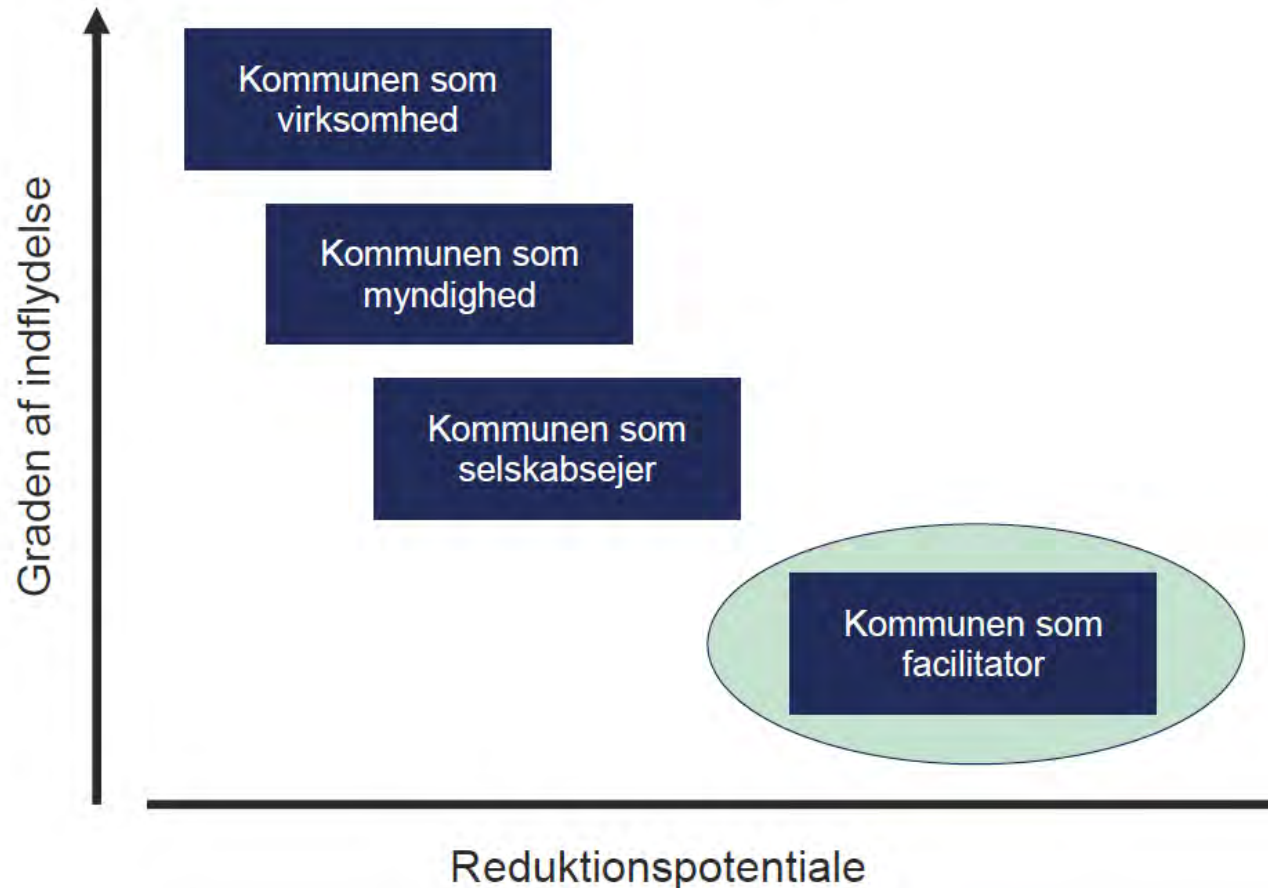 Graden af indflydelse
Kommunen som
virksomhed
Kommunen som
myndighed
Kommunen som
selskabsejer
Kommunen som
facilitator
Reduktionspotentiale